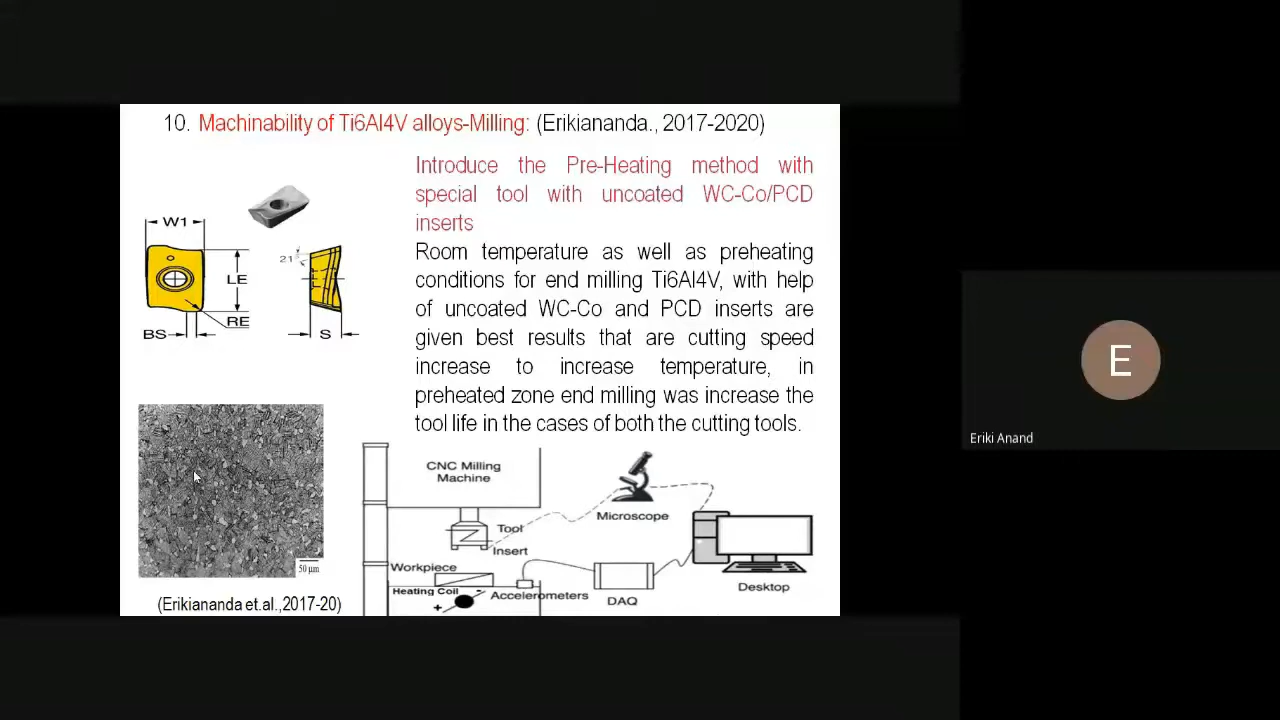 10. Machinability of Ti6Al4V alloys-Milling: (Erikiananda., 2017-2020)
Introduce the Pre-Heating method with
special tool with uncoated WC-Co/PCD
inserts
Room temperature as well as preheating
conditions for end milling Ti6Al4V, with help
of uncoated WC-Co and PCD inserts are
given best results that are cutting speed
increase to increase temperature, in
preheated zone end milling was increase the
tool life in the cases of both the cutting tools.
W1
LE
RE
BS
21
S
50 µm
(Erikiananda et.al.,2017-20)
CNC Milling
Machine
Tool
Insert
Microscope
Workpiece
Heating Coil
+
-
Accelerometers
DAQ
Desktop
E
Eriki Anand